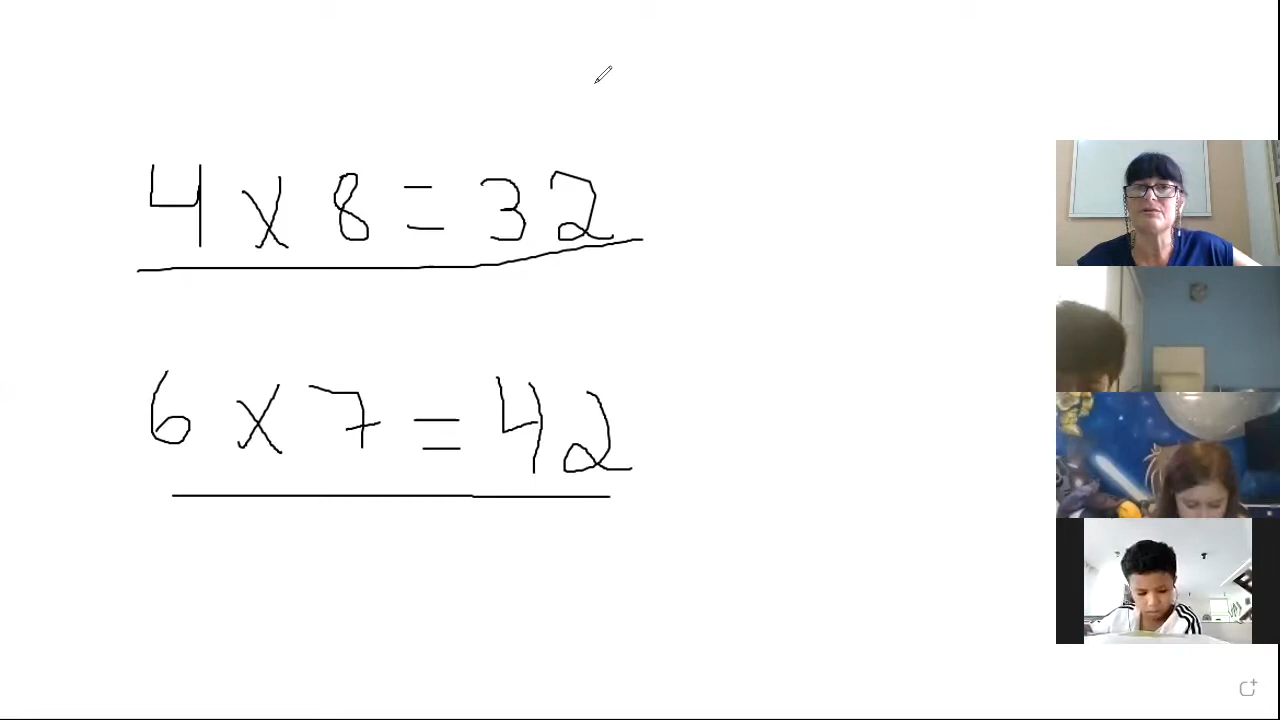 4 x 8 = 32
6 x 7 = 42